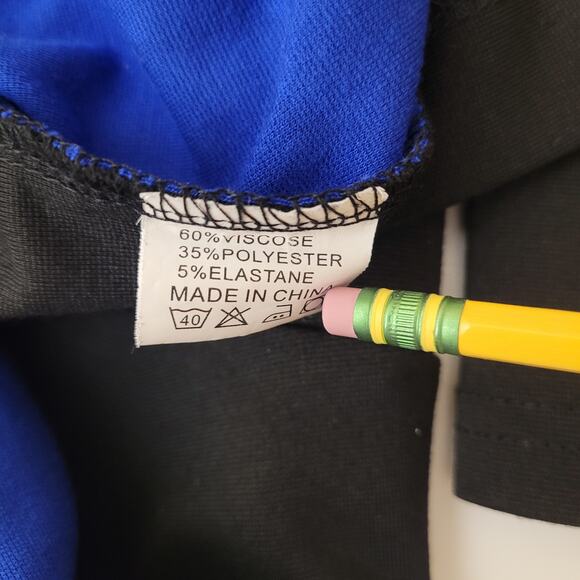 60%VISCOSE
35%POLYESTER
5%ELASTANE
MADE IN CHINA
40